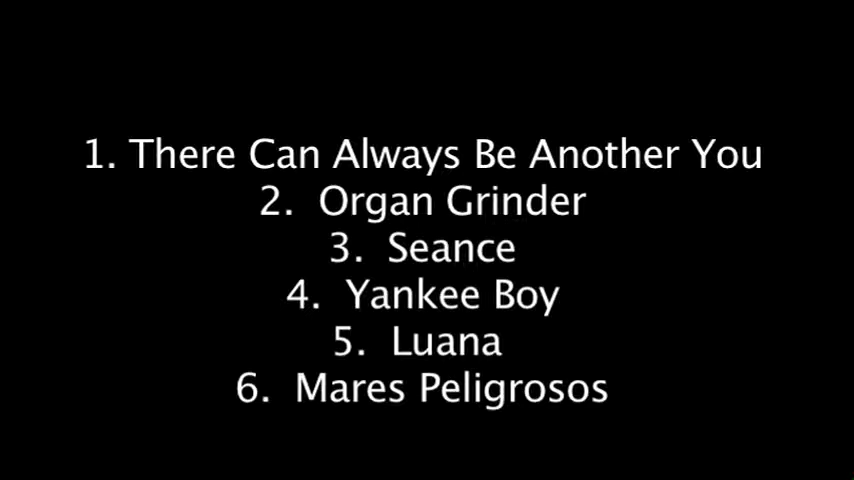 1. There Can Always Be Another You
2. Organ Grinder
3. Seance
4. Yankee Boy
5. Luana
6. Mares Peligrosos